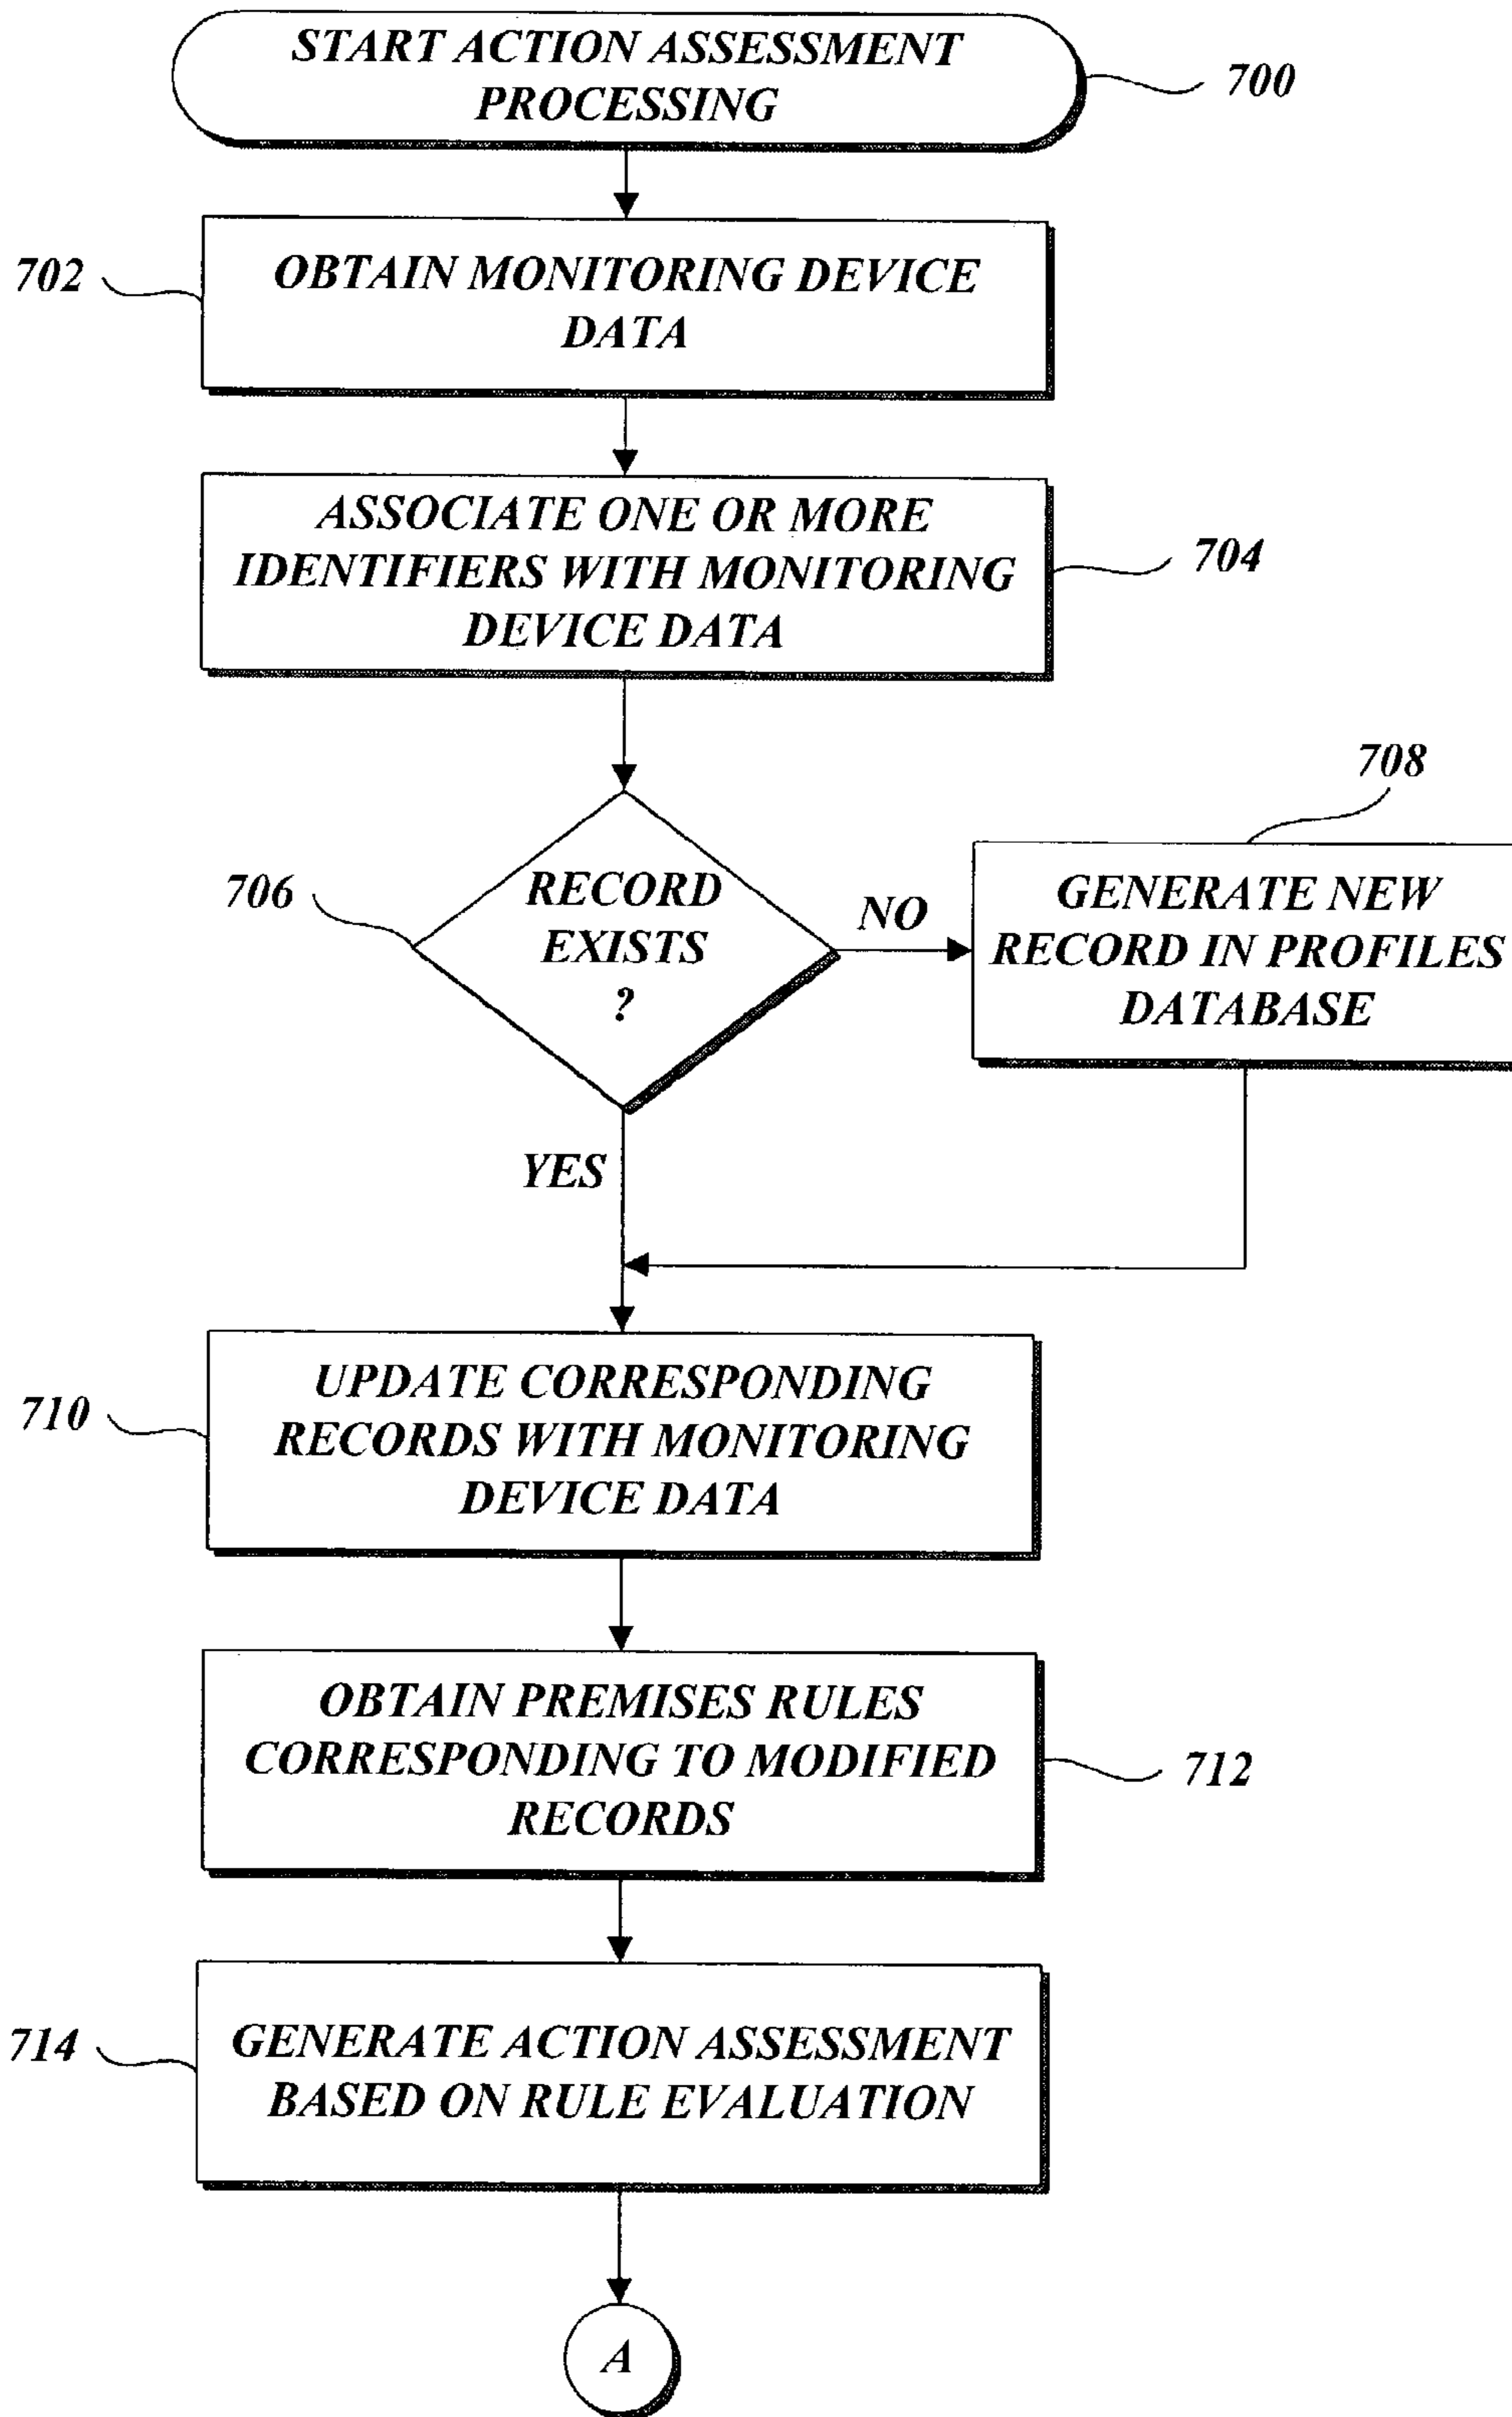 START ACTION ASSESSMENT
PROCESSING
700
702
OBTAIN MONITORING DEVICE
DATA
ASSOCIATE ONE OR MORE
IDENTIFIERS WITH MONITORING
DEVICE DATA
704
706
RECORD
EXISTS
?
NO
708
GENERATE NEW
RECORD IN PROFILES
DATABASE
YES
710
UPDATE CORRESPONDING
RECORDS WITH MONITORING
DEVICE DATA
OBTAIN PREMISES RULES
CORRESPONDING TO MODIFIED
RECORDS
712
714
GENERATE ACTION ASSESSMENT
BASED ON RULE EVALUATION
A